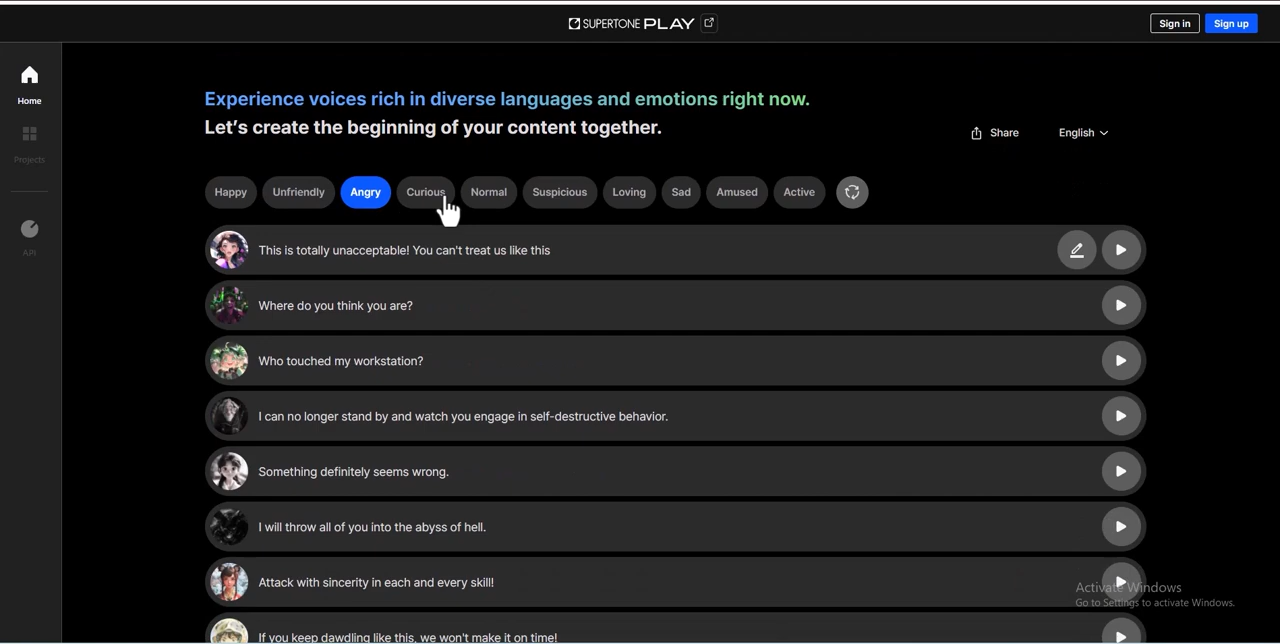 SUPERTONE PLAY
Sign in
Sign up
Home
Projects
API
Experience voices rich in diverse languages and emotions right now.
Let's create the beginning of your content together.
Share
English
Happy
Unfriendly
Angry
Curious
Normal
Suspicious
Loving
Sad
Amused
Active
This is totally unacceptable! You can't treat us like this
Where do you think you are?
Who touched my workstation?
I can no longer stand by and watch you engage in self-destructive behavior.
Something definitely seems wrong.
I will throw all of you into the abyss of hell.
Attack with sincerity in each and every skill!
Activate Windows
Go to Settings to activate Windows.
If you keep dawdling like this, we won't make it on time!